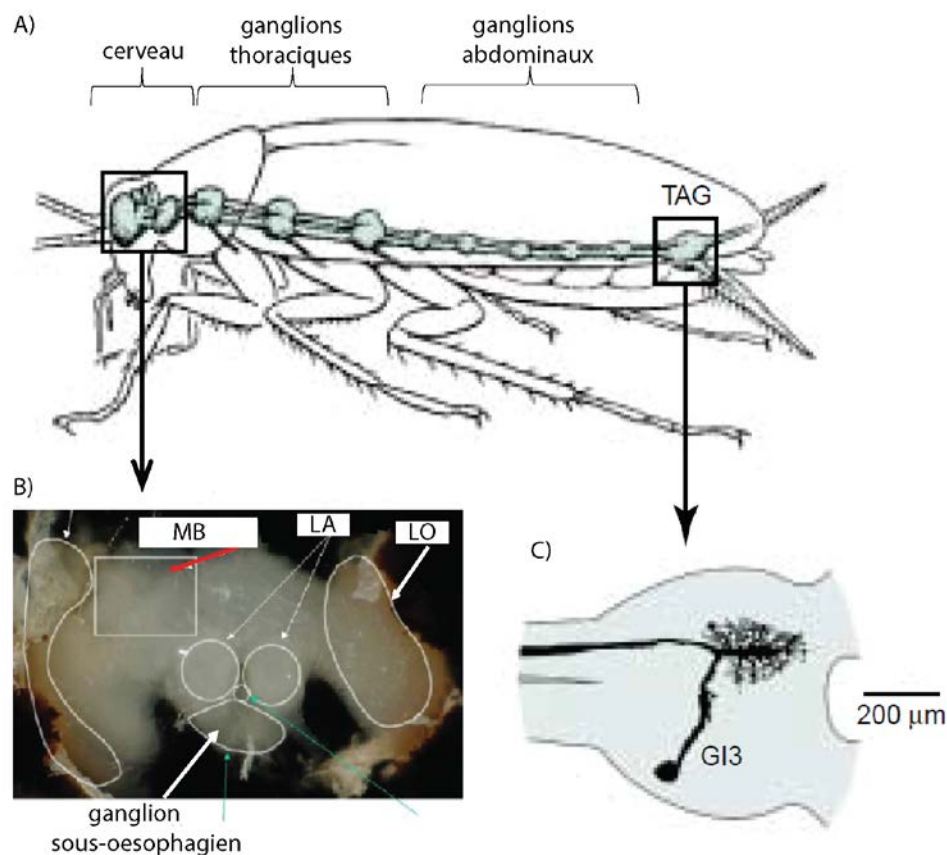 A)
cerveau
ganglions
thoraciques
ganglions
abdominaux
TAG
B)
MB
LA
LO
ganglion
sous-oesophagien
C)
GI3
200 μm